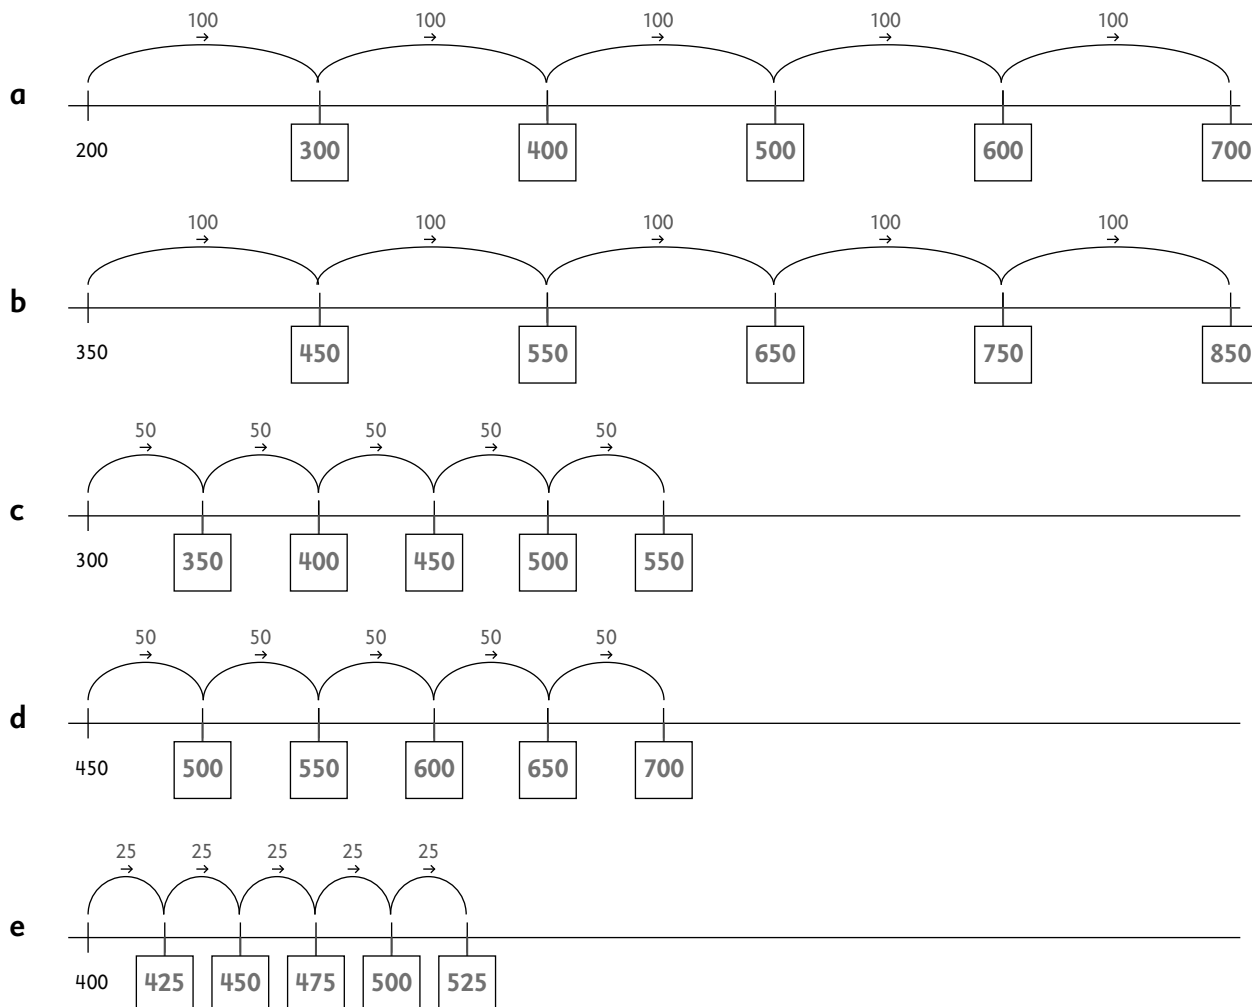 100 100 100 100 100
→ → → → →
a
200 300 400 500 600 700
100 100 100 100 100
→ → → → →
b
350 450 550 650 750 850
50 50 50 50 50
→ → → → →
c
300 350 400 450 500 550
50 50 50 50 50
→ → → → →
d
450 500 550 600 650 700
25 25 25 25 25
→ → → → →
e
400 425 450 475 500 525